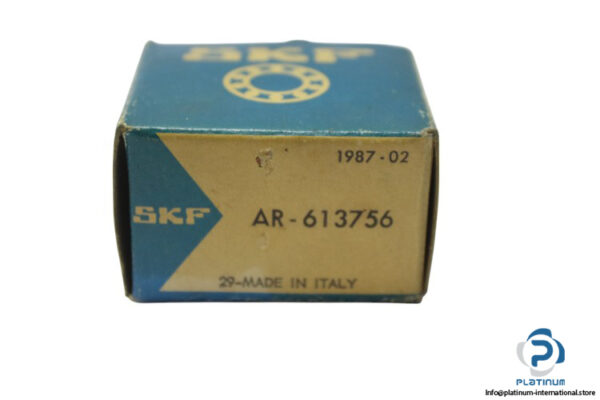 SKF
1987-02
SKF
AR-613756
29-MADE IN ITALY
PLATINUM
Info@platinum-international.store